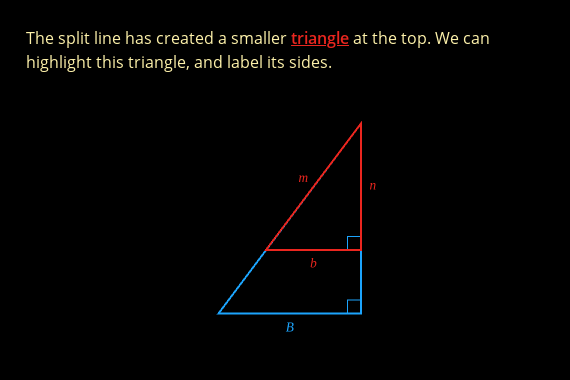 The split line has created a smaller triangle at the top. We can
highlight this triangle, and label its sides.
m
n
b
B